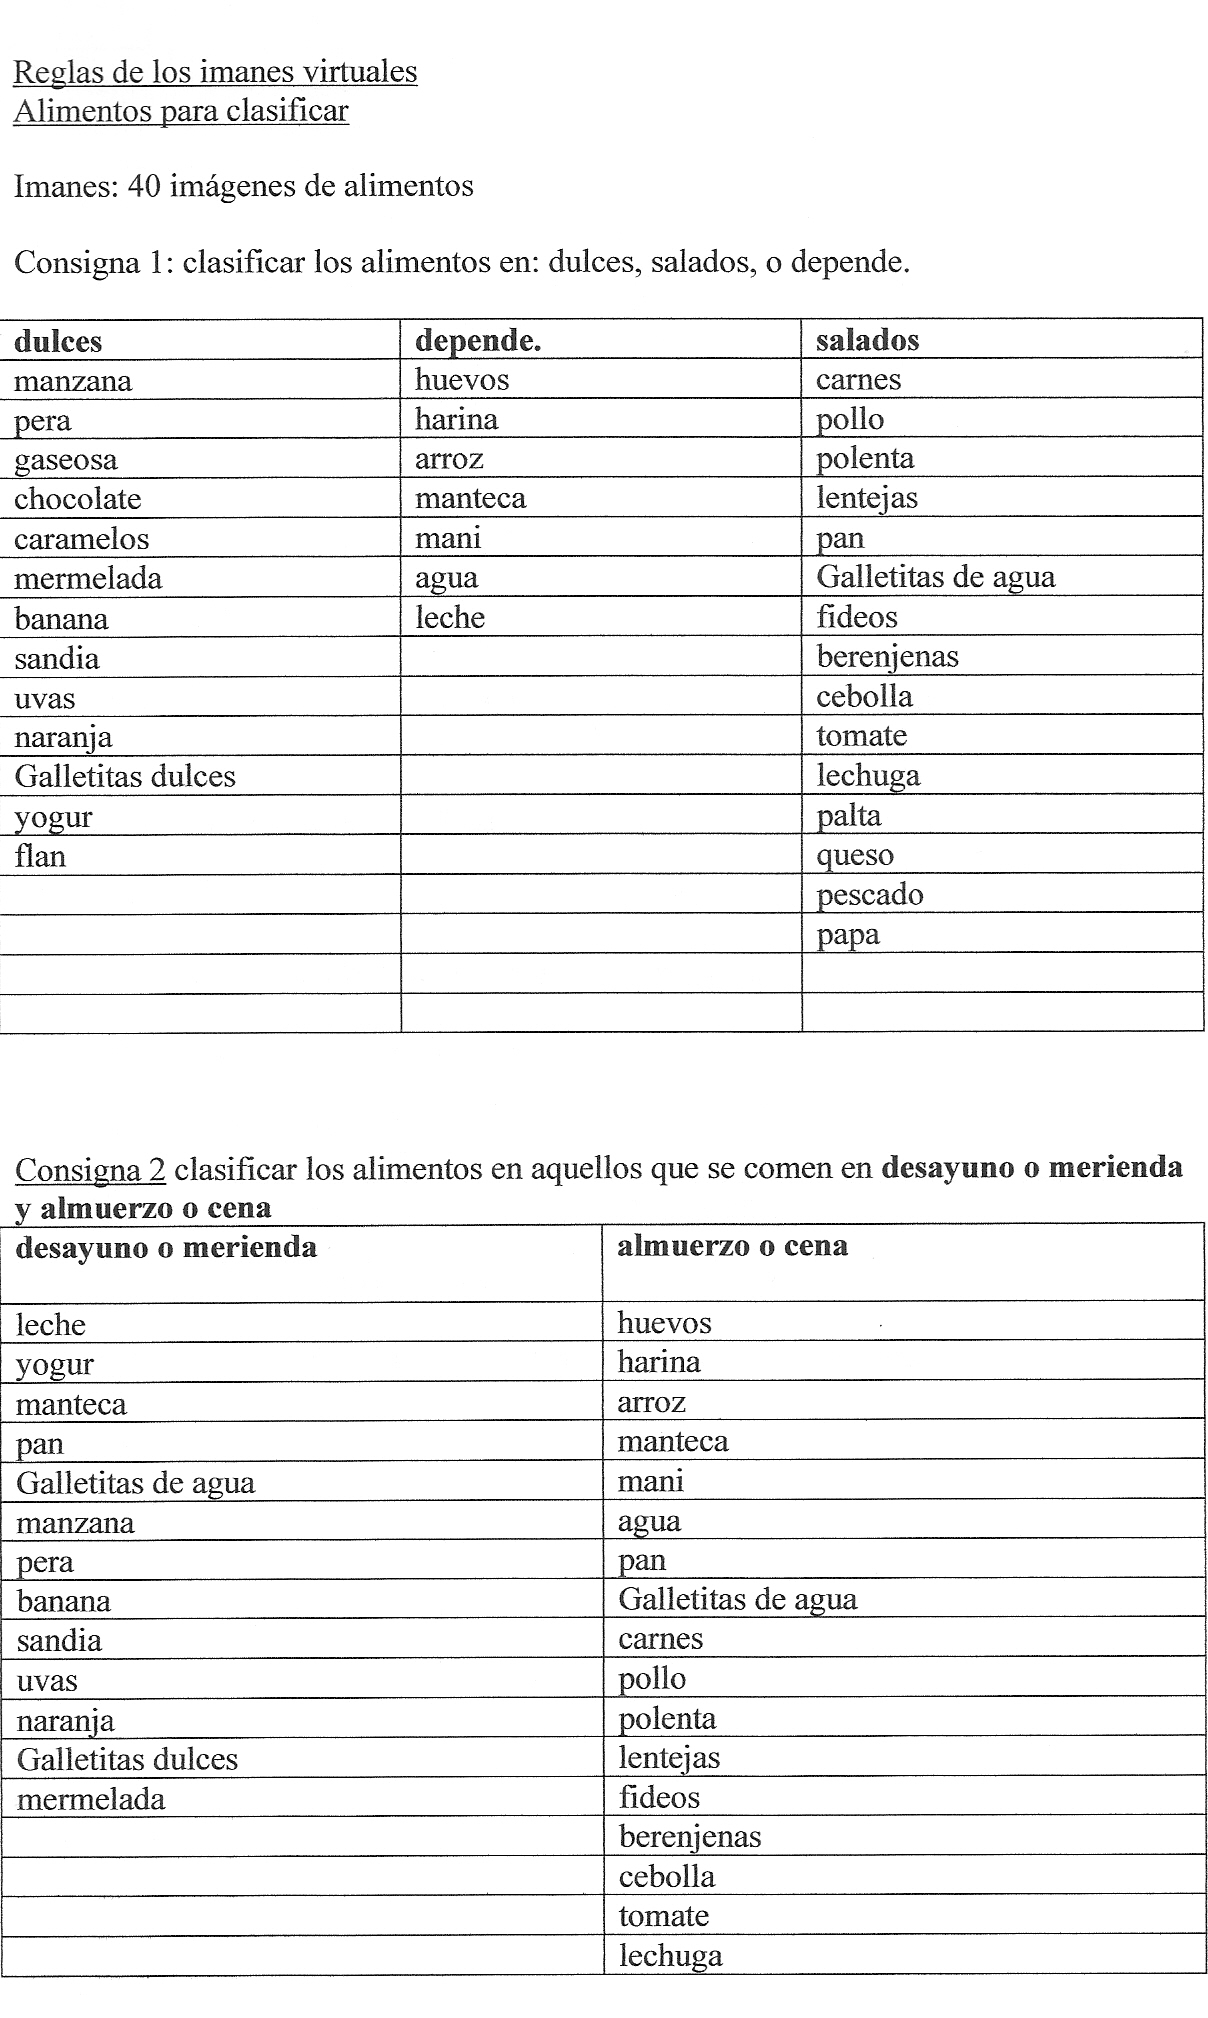 Reglas de los imanes virtuales
Alimentos para clasificar
Imanes: 40 imágenes de alimentos
Consigna 1: clasificar los alimentos en: dulces, salados, o depende.
dulces depende. salados
manzana huevos carnes
pera harina pollo
gaseosa arroz polenta
chocolate manteca lentejas
caramelos mani pan
mermelada agua Galletitas de agua
banana leche fideos
sandia berenjenas
uvas cebolla
naranja tomate
Galletitas dulces lechuga
yogur palta
flan queso
pescado
papa
Consigna 2 clasificar los alimentos en aquellos que se comen en desayuno o merienda
y almuerzo o cena
desayuno o merienda almuerzo o cena
leche huevos
yogur harina
manteca arroz
pan manteca
Galletitas de agua mani
manzana agua
pera pan
banana Galletitas de agua
sandia carnes
uvas pollo
naranja polenta
Galletitas dulces lentejas
mermelada fideos
berenjenas
cebolla
tomate
lechuga